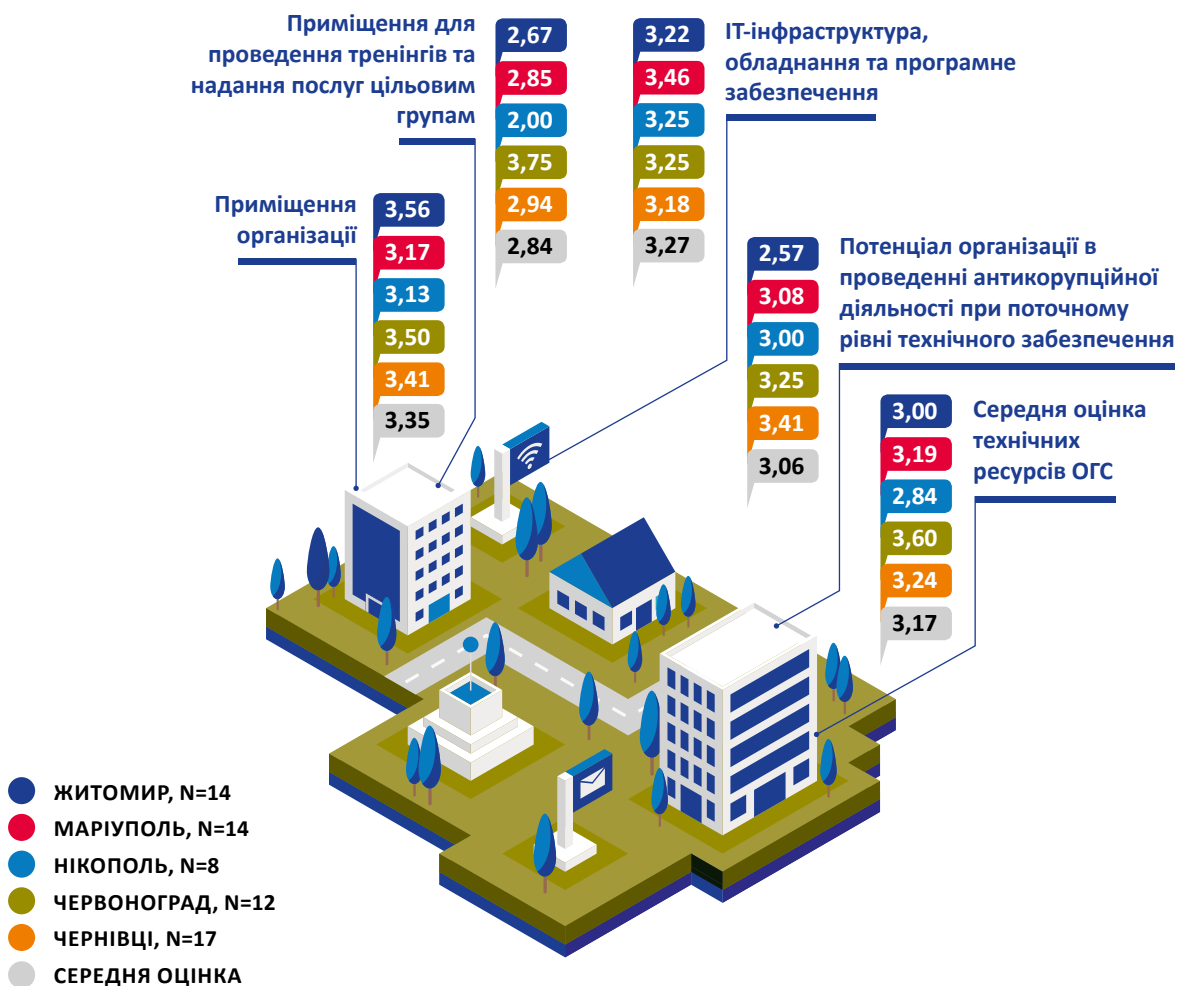 Приміщення для
проведення тренінгів та
надання послуг цільовим
групам
2,67
2,85
2,00
3,75
2,94
2,84
3,22
3,46
3,25
3,25
3,18
3,27
ІТ-інфраструктура,
обладнання та програмне
забезпечення
Приміщення
організації
3,56
3,17
3,13
3,50
3,41
3,35
2,57
3,08
3,00
3,25
3,41
3,06
Потенціал організації в
проведенні антикорупційної
діяльності при поточному
рівні технічного забезпечення
3,00
3,19
2,84
3,60
3,24
3,17
Середня оцінка
технічних
ресурсів ОГС
ЖИТОМИР, N=14
МАРІУПОЛЬ, N=14
НІКОПОЛЬ, N=8
ЧЕРВОНОГРАД, N=12
ЧЕРНІВЦІ, N=17
СЕРЕДНЯ ОЦІНКА